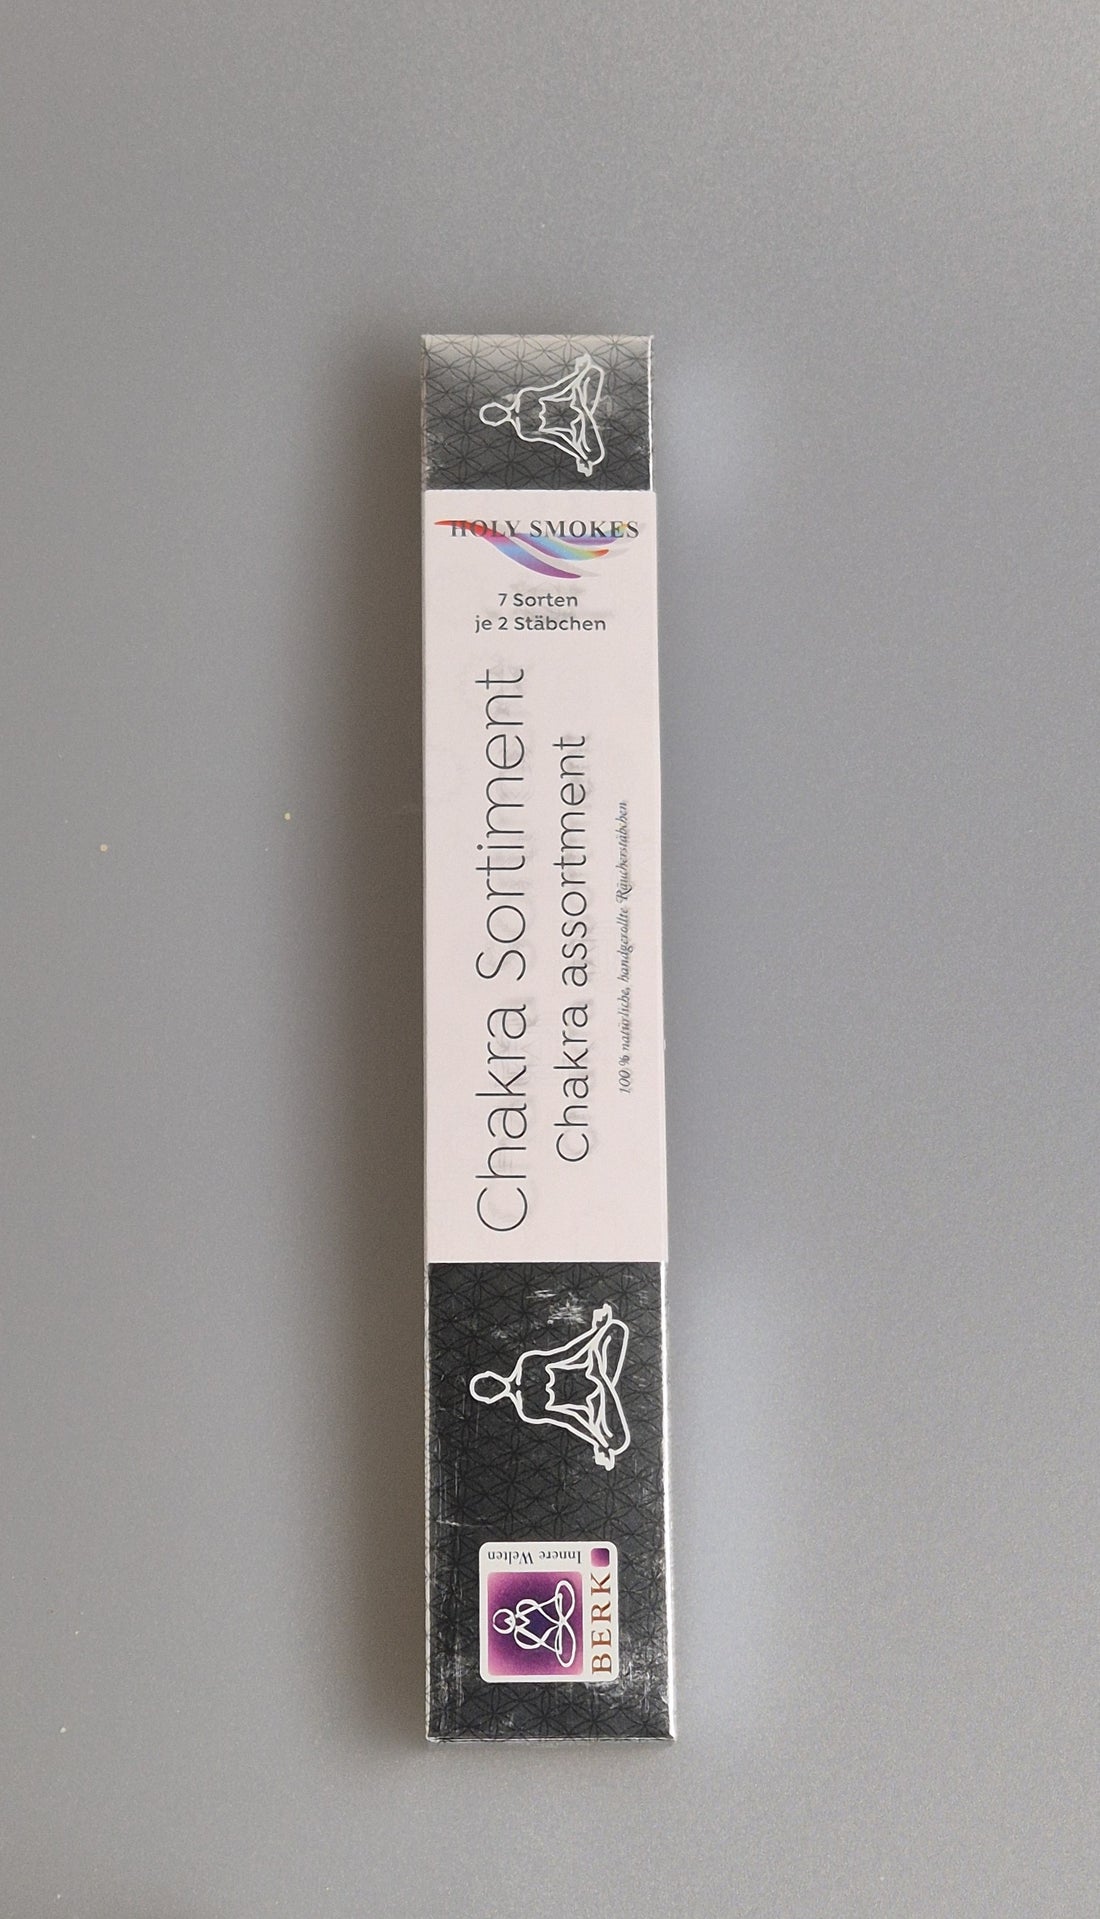 HOLY SMOKES
7 Sorten
je 2 Stäbchen
Chakra Sortiment
Chakra assortment
100 % natürliche, handgerollte Räucherstäbchen
Innere Welten
BERK